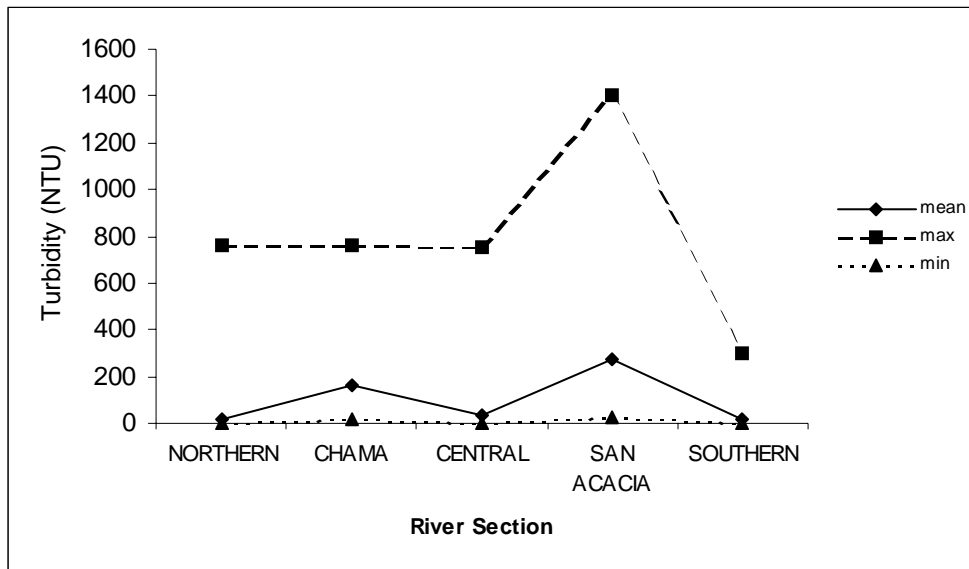 1600
1400
1200
1000
800
600
400
200
0
Turbidity (NTU)
NORTHERN CHAMA CENTRAL SAN ACACIA SOUTHERN
River Section
mean
max
min